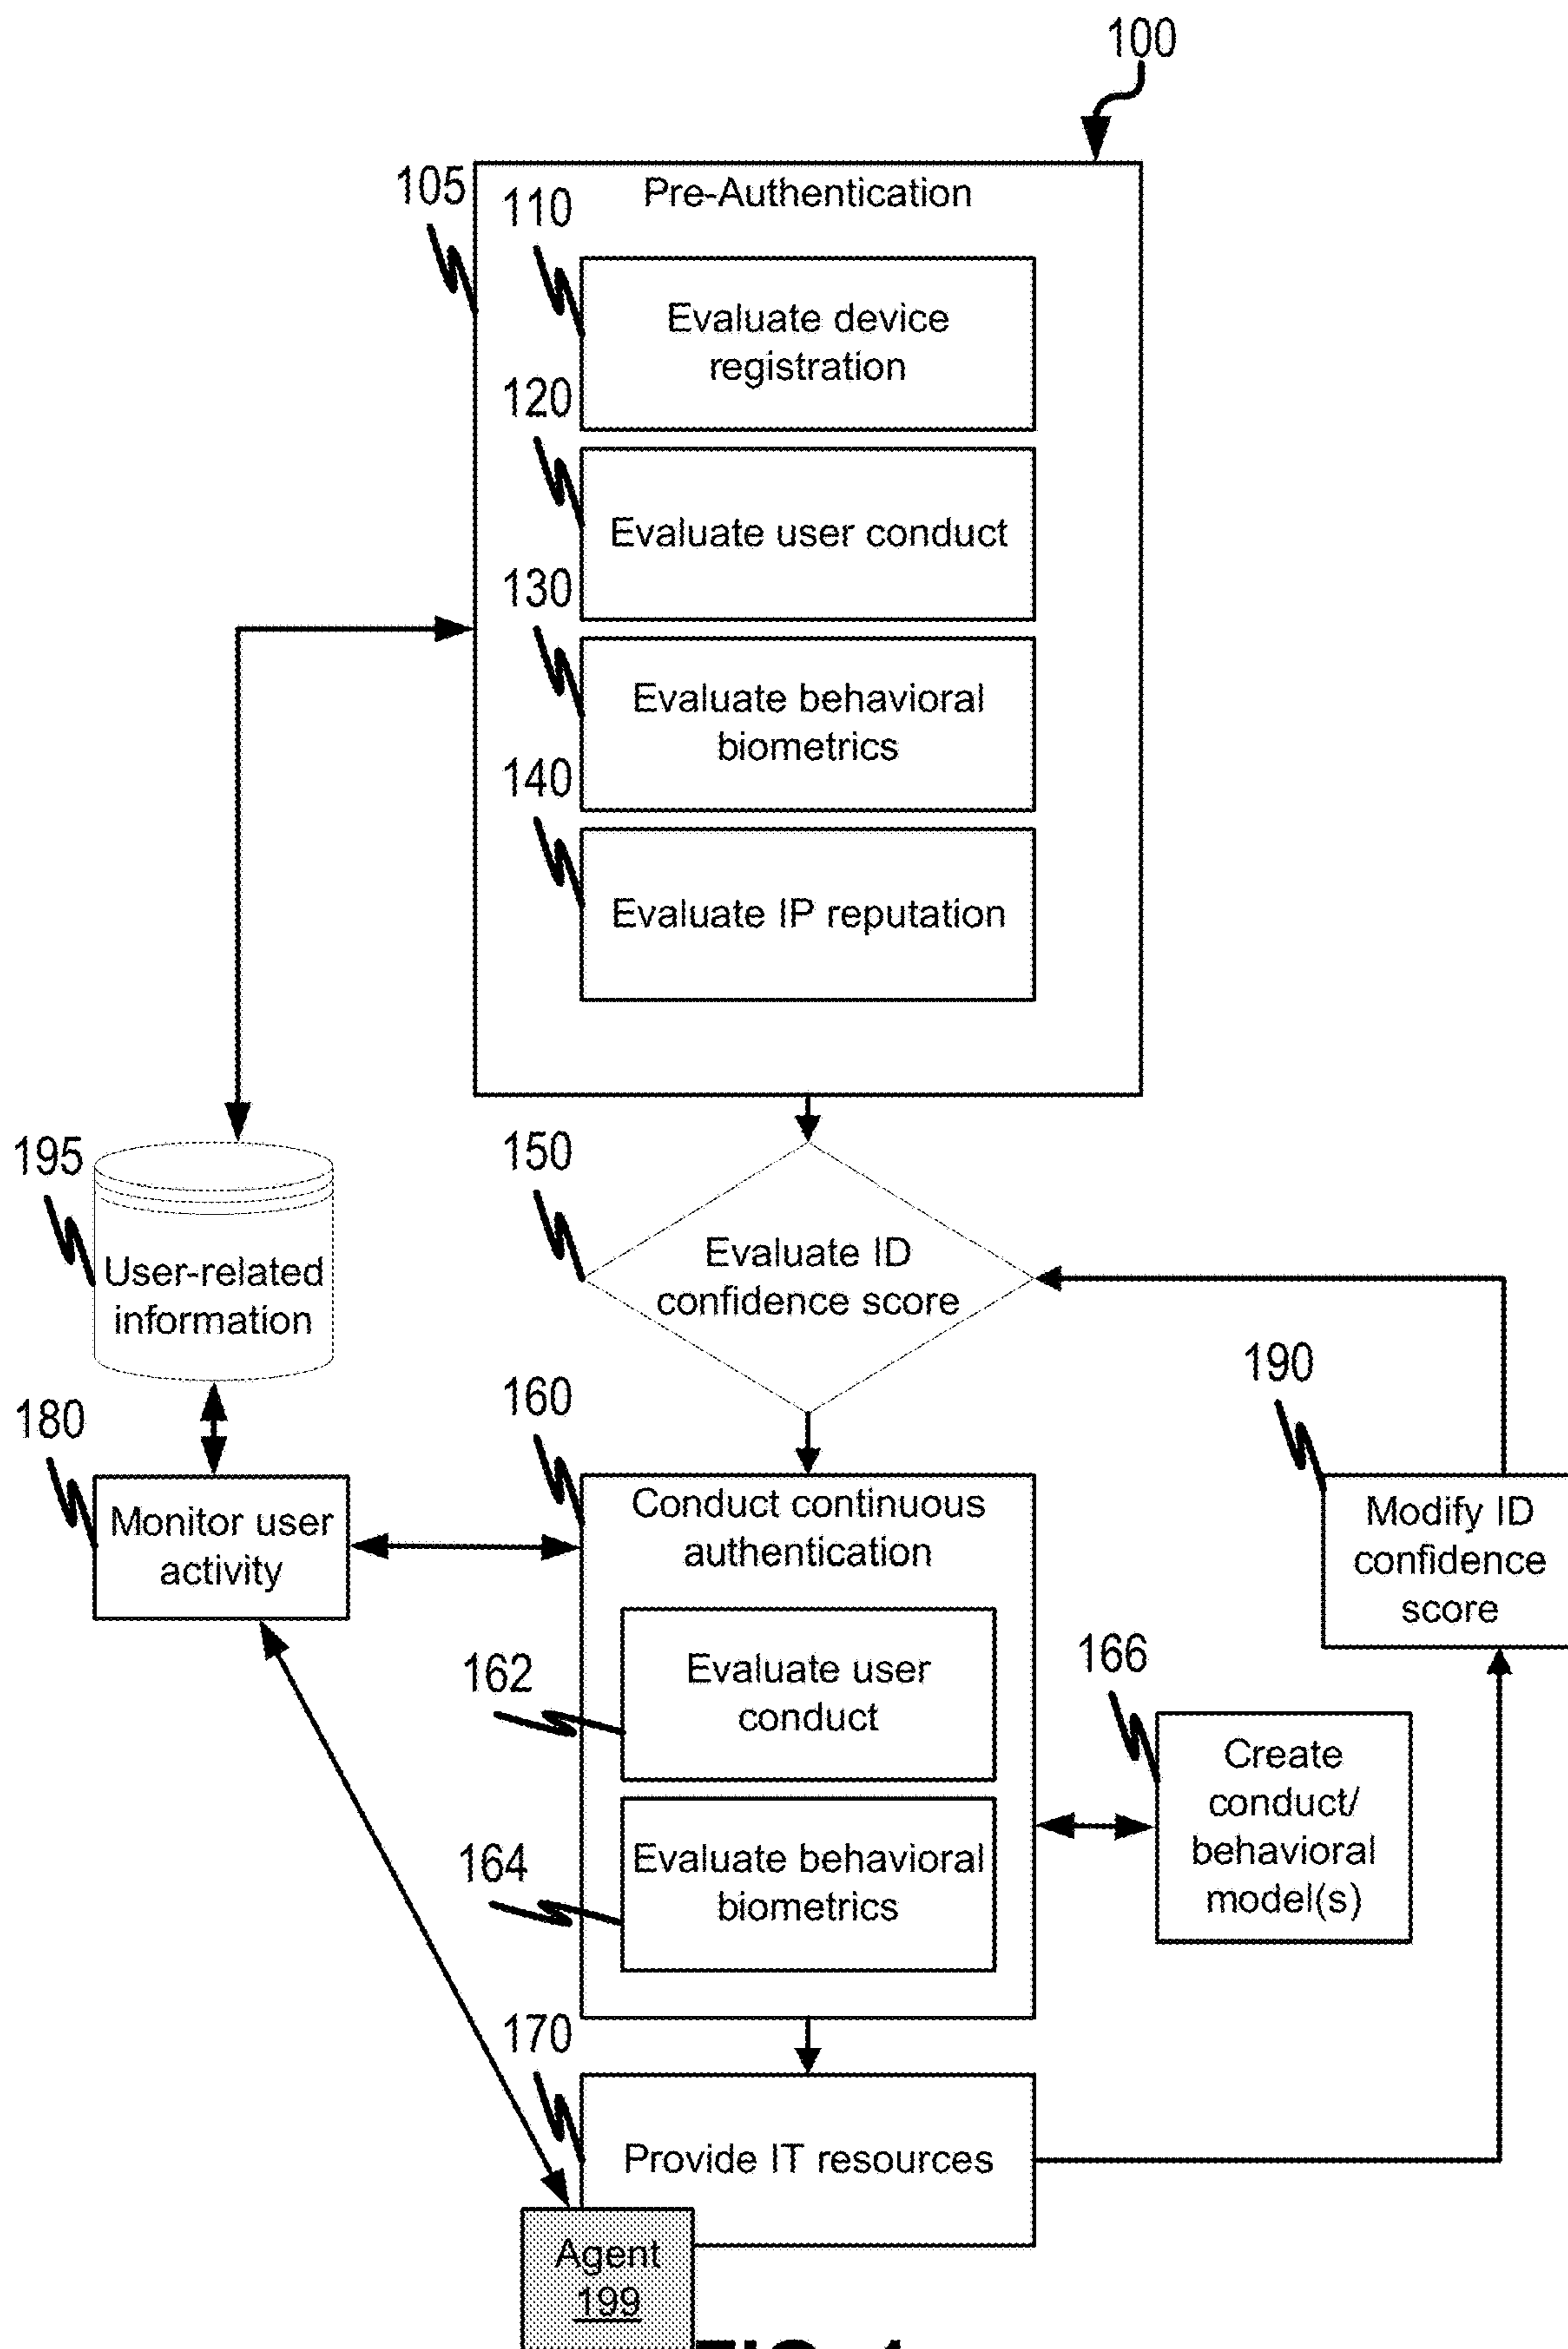 100
105
Pre-Authentication
110
Evaluate device
registration
120
Evaluate user conduct
130
Evaluate behavioral
biometrics
140
Evaluate IP reputation
195
User-related
information
150
Evaluate ID
confidence score
180
Monitor user
activity
160
Conduct continuous
authentication
162
Evaluate user
conduct
164
Evaluate behavioral
biometrics
166
Create
conduct/
behavioral
model(s)
190
Modify ID
confidence
score
170
Provide IT resources
Agent
199